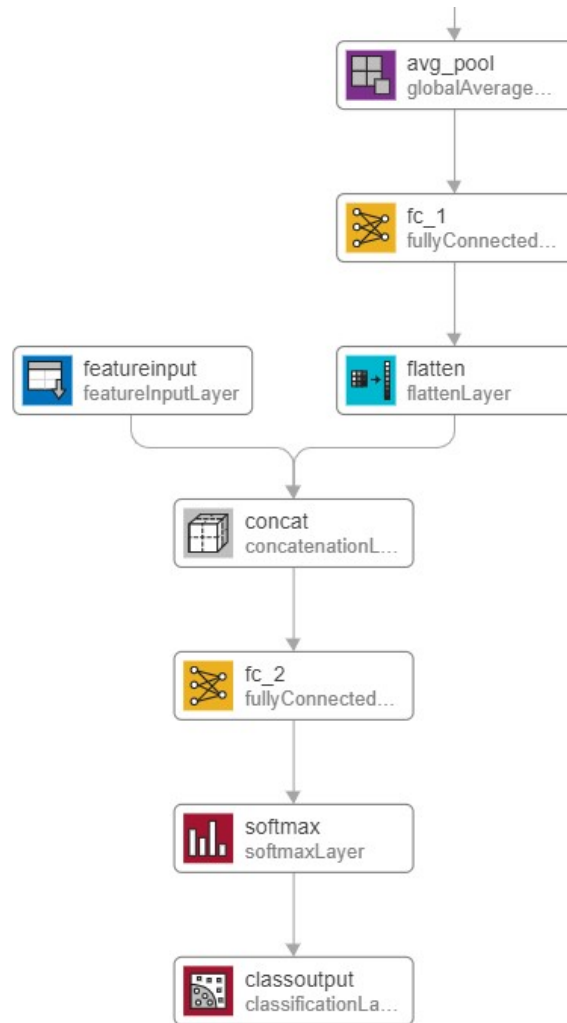 avg_pool
globalAverage...
fc_1
fullyConnected...
featureinput
featureInputLayer
flatten
flattenLayer
concat
concatenationL...
fc_2
fullyConnected...
softmax
softmaxLayer
classoutput
classificationLa...